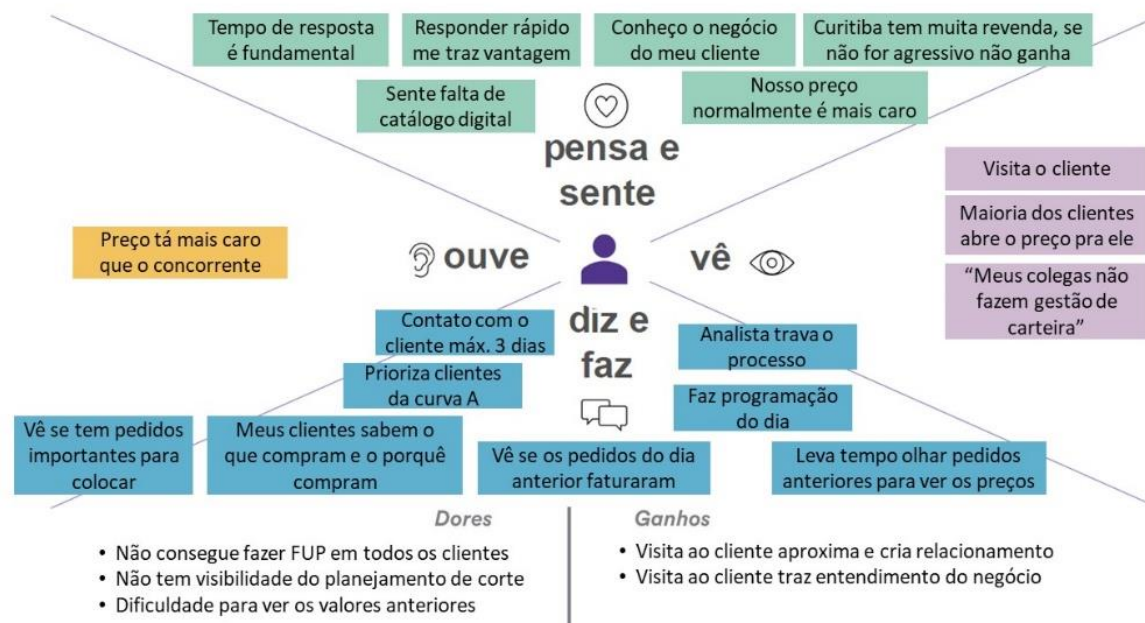 Tempo de resposta
é fundamental
Responder rápido
me traz vantagem
Conheço o negócio
do meu cliente
Curitiba tem muita revenda, se
não for agressivo não ganha
Sente falta de
catálogo digital
Nosso preço
normalmente é mais caro
pensa e
sente
Visita o cliente
Maioria dos clientes
abre o preço pra ele
“Meus colegas não
fazem gestão de
carteira”
Preço tá mais caro
que o concorrente
ouve
vê
diz e
faz
Contato com o
cliente máx. 3 dias
Analista trava o
processo
Prioriza clientes
da curva A
Faz programação
do dia
Vê se tem pedidos
importantes para
colocar
Meus clientes sabem o
que compram e o porquê
compram
Vê se os pedidos do dia
anterior faturaram
Leva tempo olhar pedidos
anteriores para ver os preços
Dores
• Não consegue fazer FUP em todos os clientes
• Não tem visibilidade do planejamento de corte
• Dificuldade para ver os valores anteriores
Ganhos
• Visita ao cliente aproxima e cria relacionamento
• Visita ao cliente traz entendimento do negócio